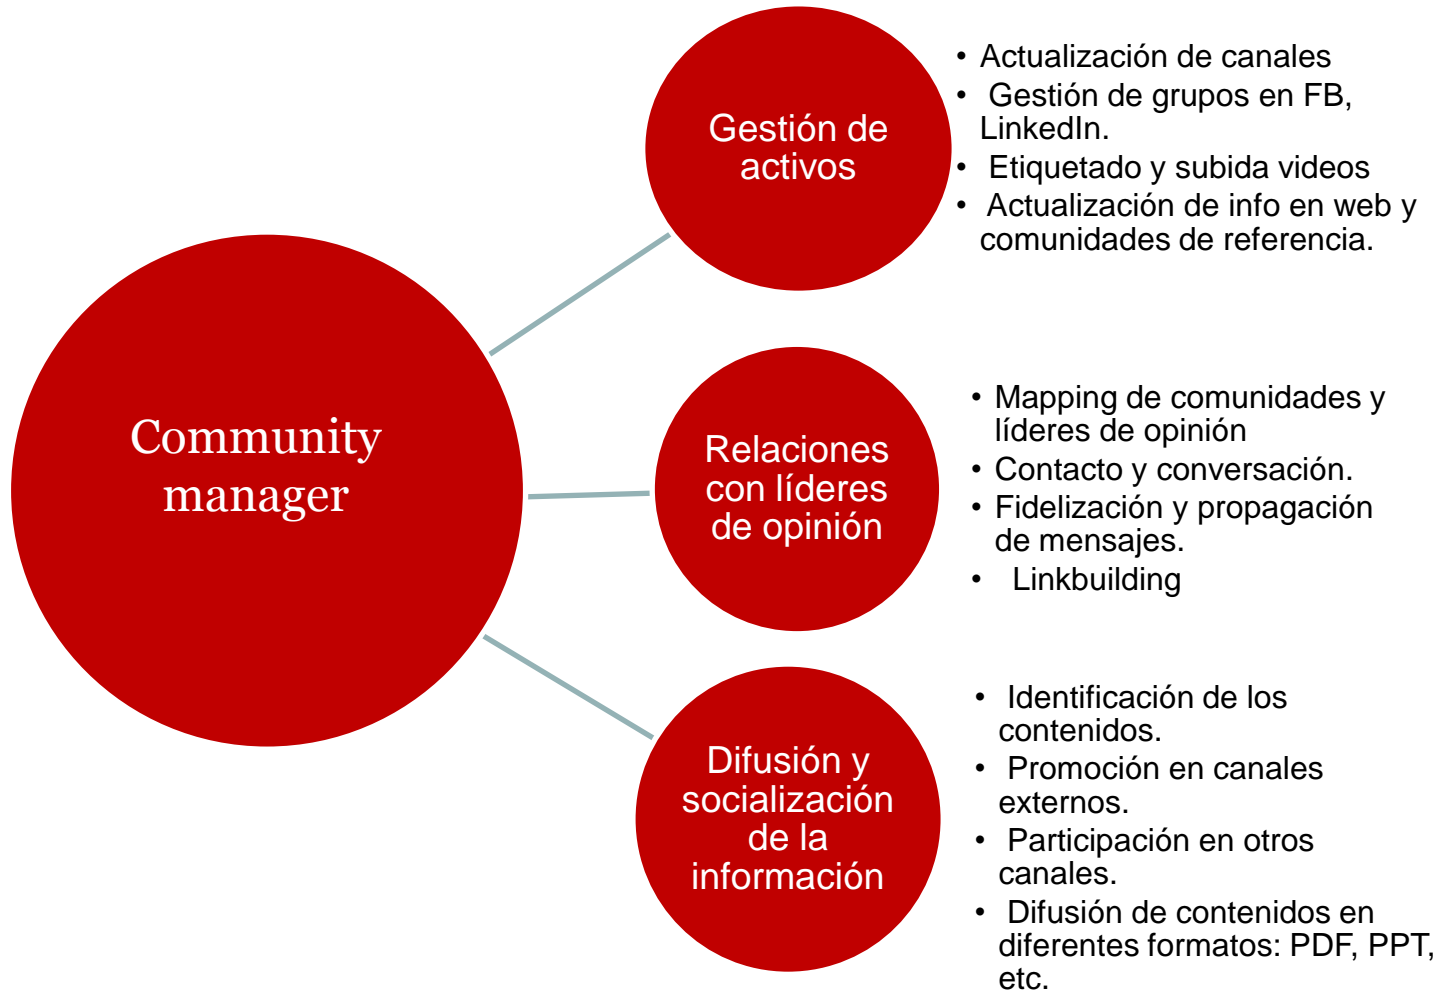 Community
manager
Gestión de
activos
• Actualización de canales
• Gestión de grupos en FB,
LinkedIn.
• Etiquetado y subida videos
• Actualización de info en web y
comunidades de referencia.
Relaciones
con líderes
de opinión
• Mapping de comunidades y
líderes de opinión
• Contacto y conversación.
• Fidelización y propagación
de mensajes.
• Linkbuilding
Difusión y
socialización
de la
información
• Identificación de los
contenidos.
• Promoción en canales
externos.
• Participación en otros
canales.
• Difusión de contenidos en
diferentes formatos: PDF, PPT,
etc.